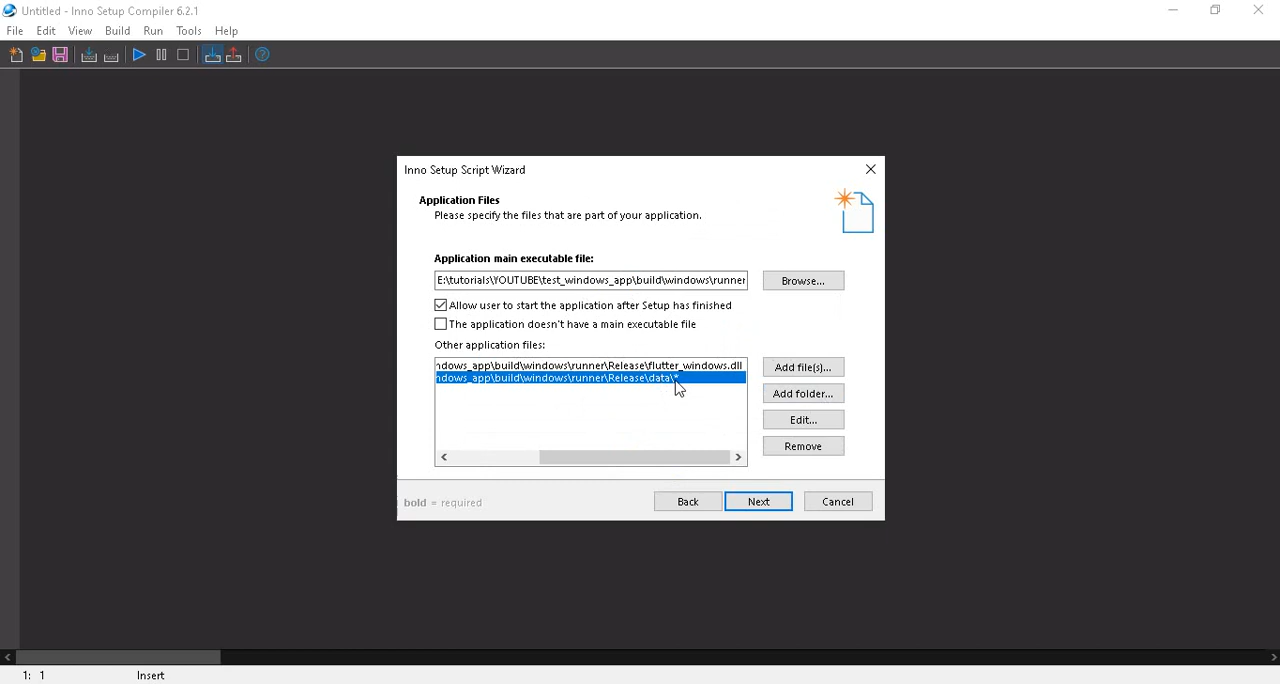 Untitled - Inno Setup Compiler 6.2.1
File Edit View Build Run Tools Help
Inno Setup Script Wizard
Application Files
Please specify the files that are part of your application.
Application main executable file:
E:\tutorials\YOUTUBE\test_windows_app\build\windows\runner
Browse...
Allow user to start the application after Setup has finished
The application doesn't have a main executable file
Other application files:
ndows_app\build\windows\runner\Release\flutter_windows.dll
Add file(s)...
ndows_app\build\windows\runner\Release\data\*
Add folder...
Edit...
Remove
bold = required
Back Next Cancel
1: 1 Insert